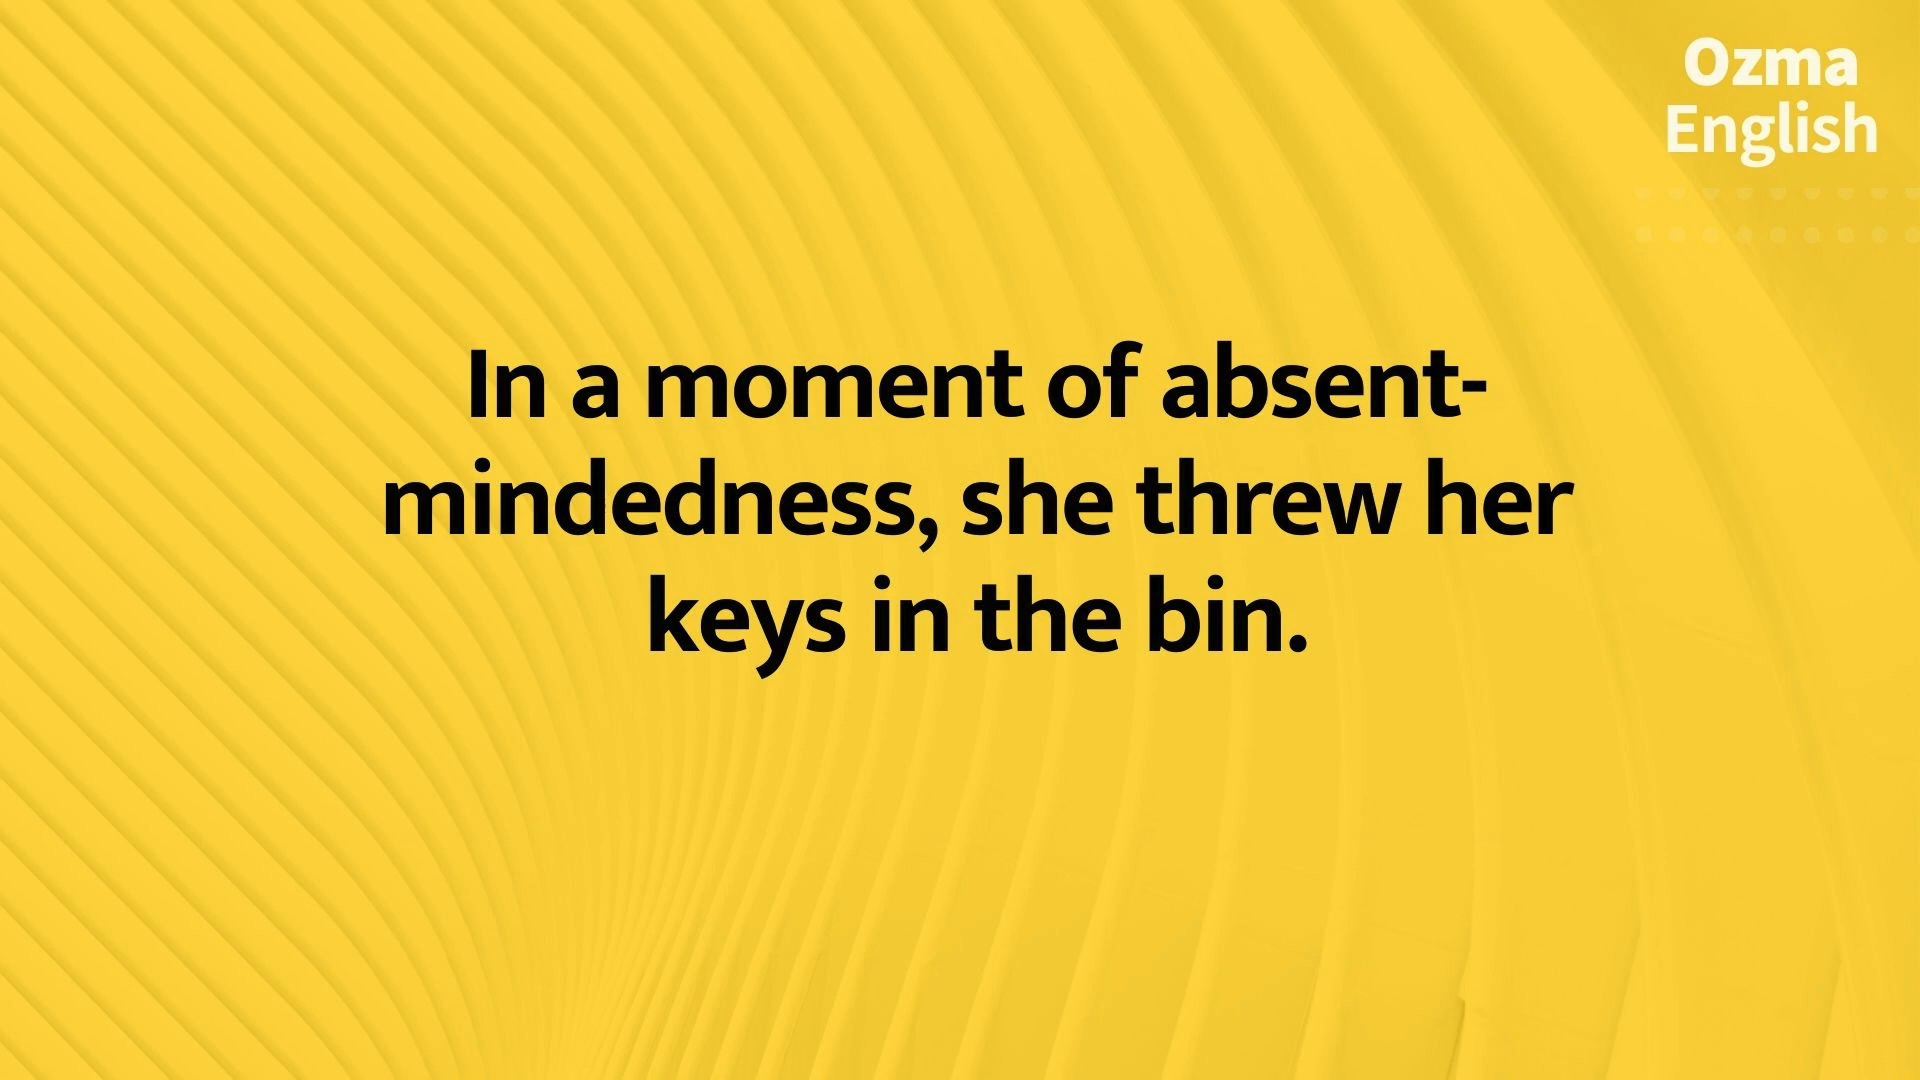 Ozma
English
In a moment of absent-
mindedness, she threw her
keys in the bin.